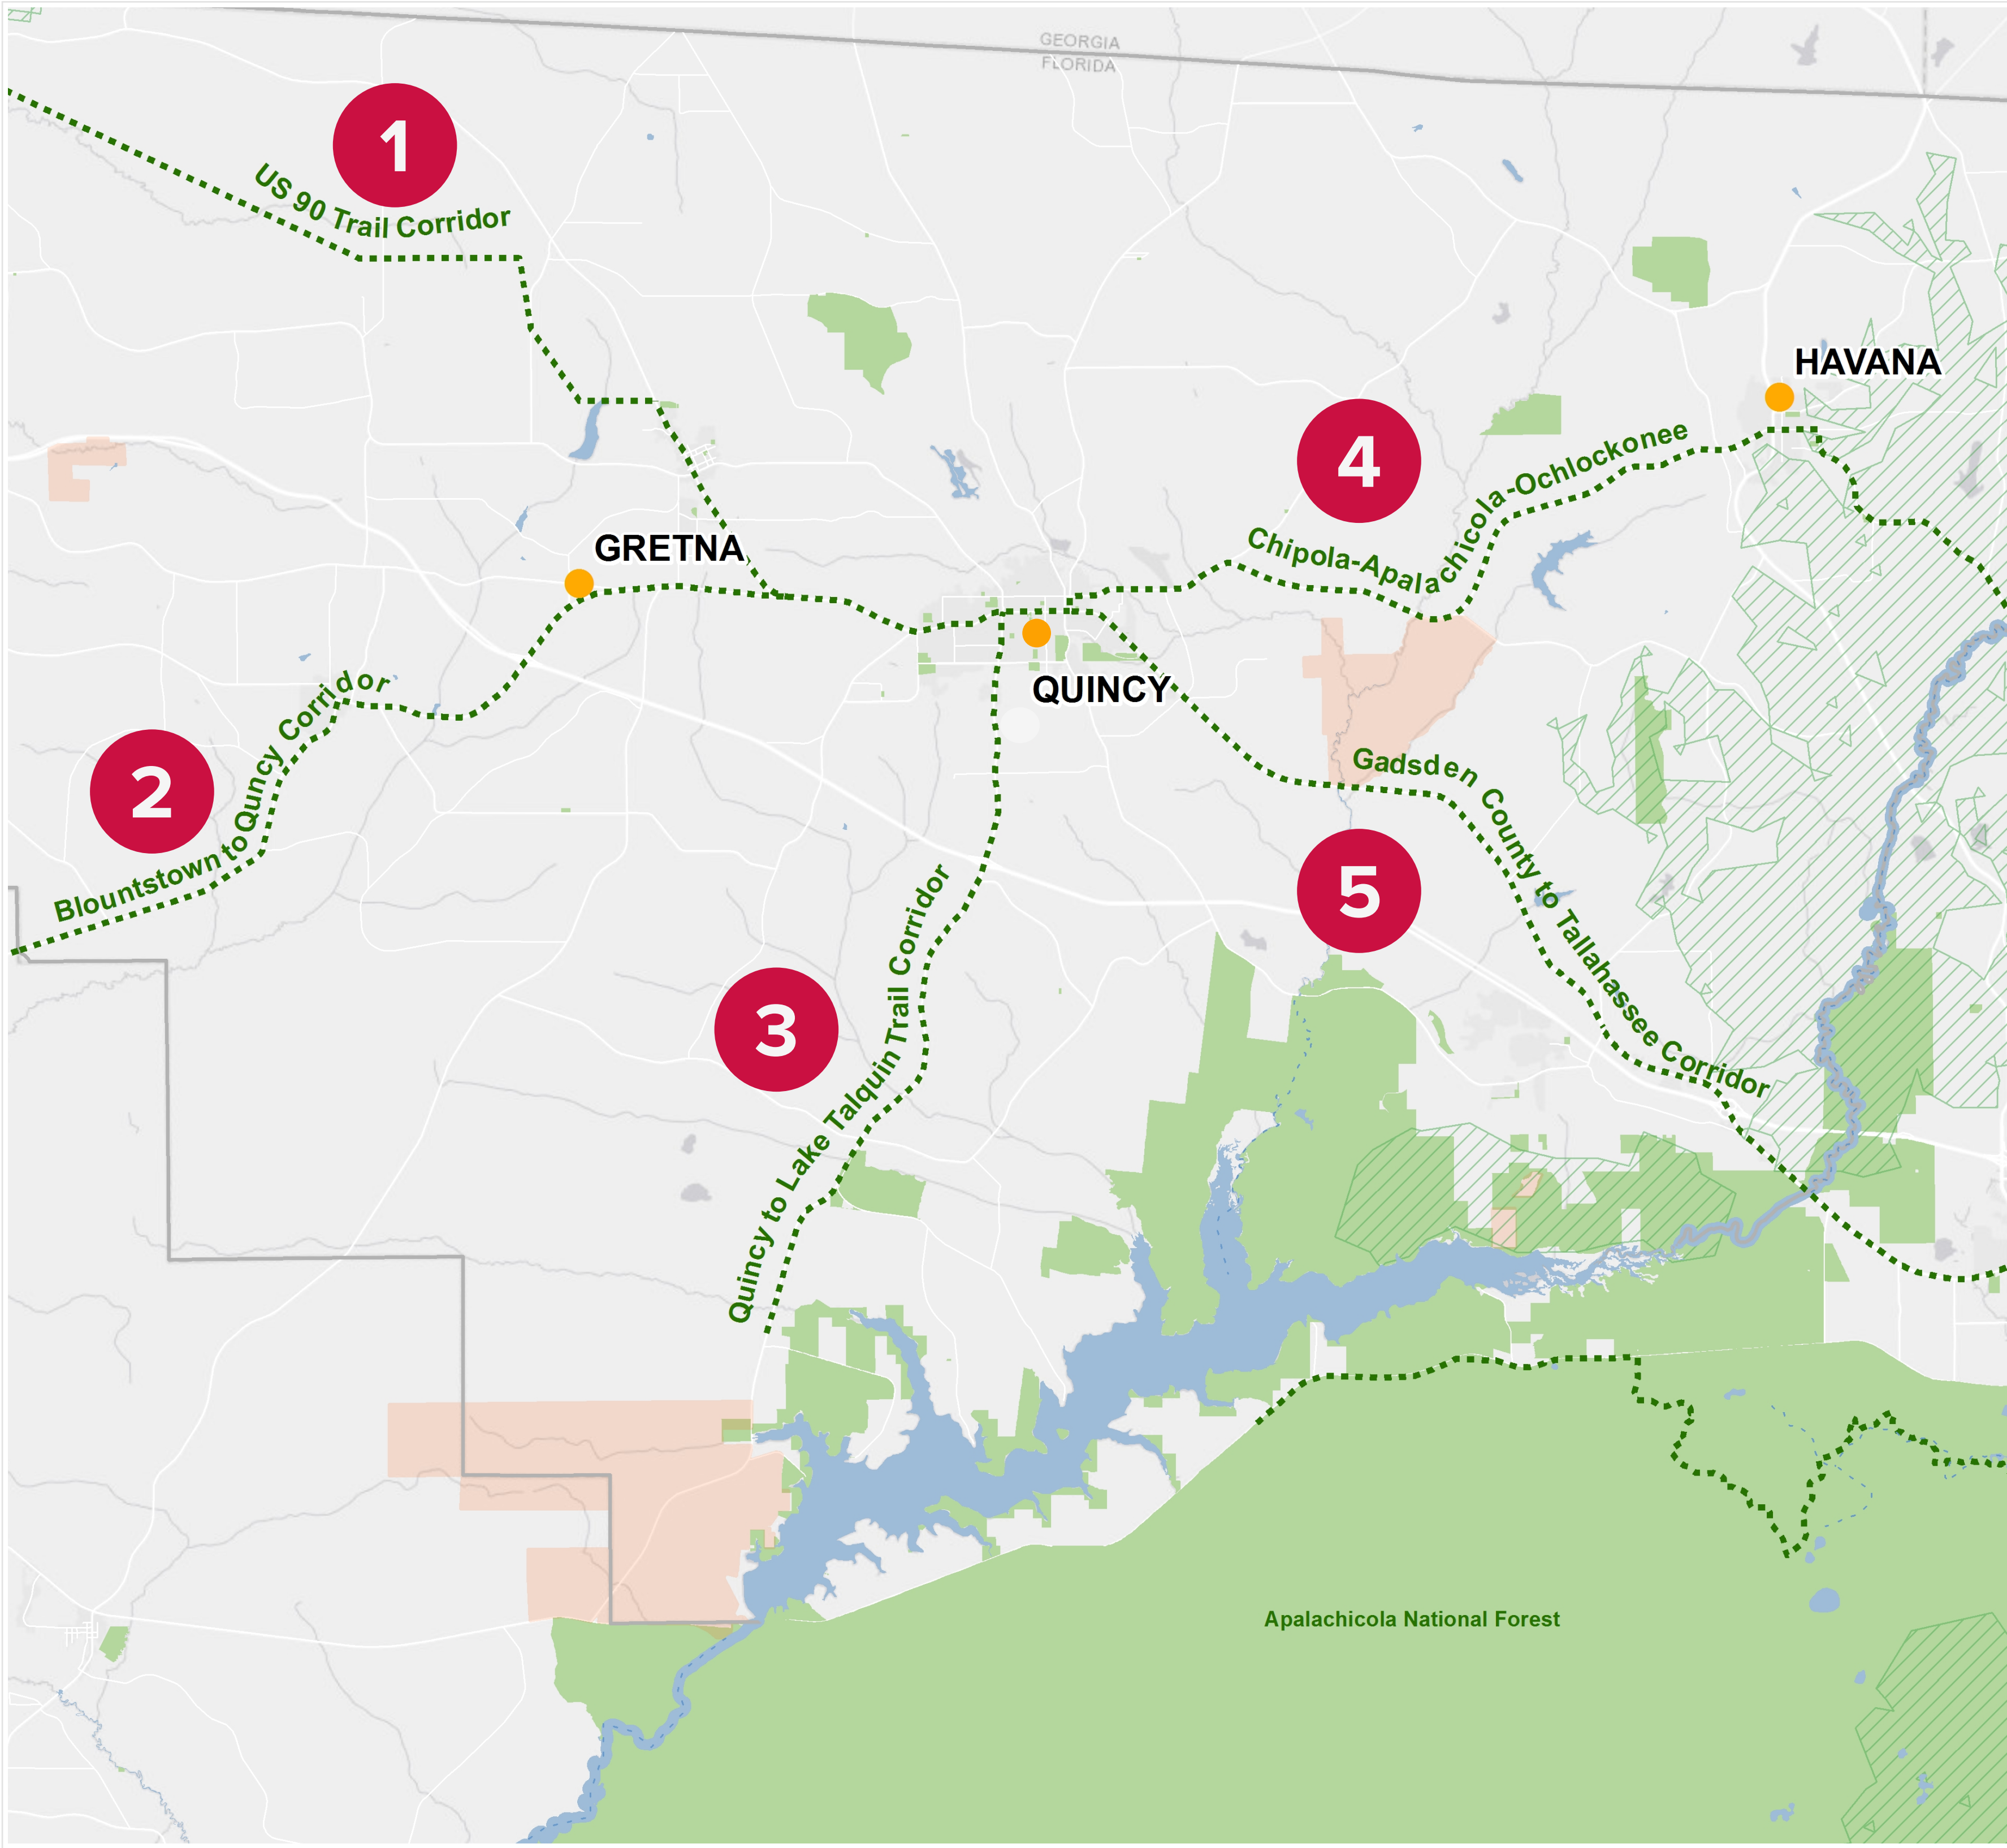 GEORGIA
FLORIDA
1
US 90 Trail Corridor
HAVANA
4
Chipola-Apalachicola-Ochlockonee
GRETNA
QUINCY
2
Blountstown to Quncy Corridor
Gadsden County to Tallahassee Corridor
5
3
Quincy to Lake Talquin Trail Corridor
Apalachicola National Forest